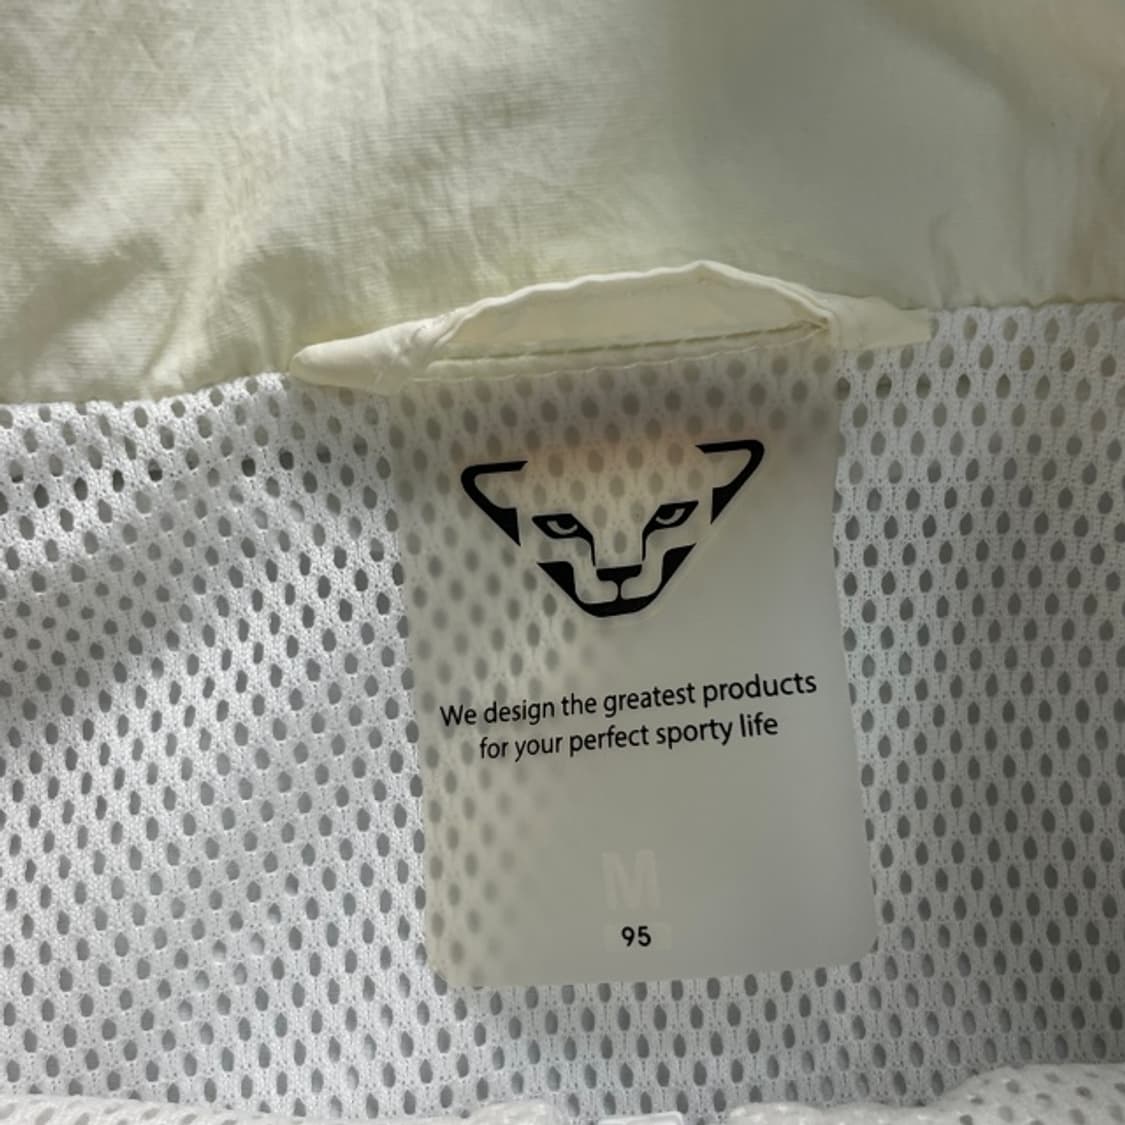 We design the greatest products
for your perfect sporty life
M
95